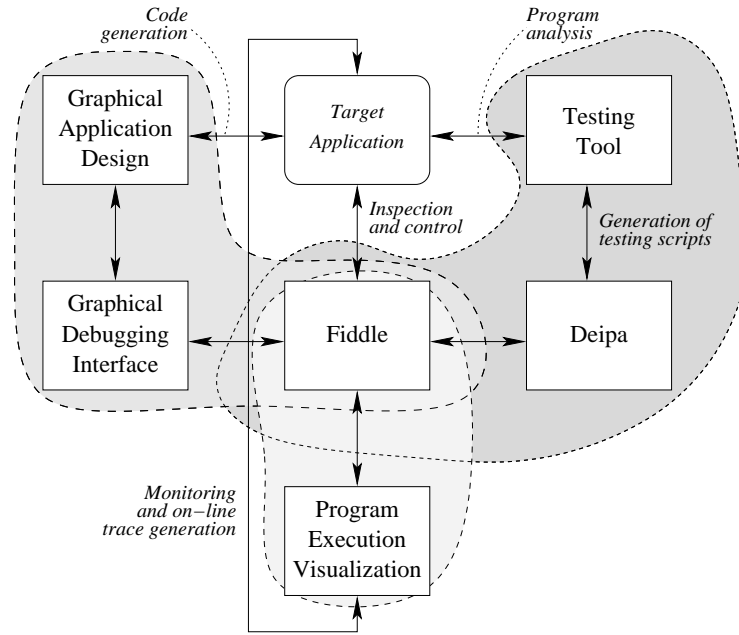 Code
generation
Program
analysis
Graphical
Application
Design
Target
Application
Testing
Tool
Inspection
and control
Generation of
testing scripts
Graphical
Debugging
Interface
Fiddle
Deipa
Monitoring
and on−line
trace generation
Program
Execution
Visualization